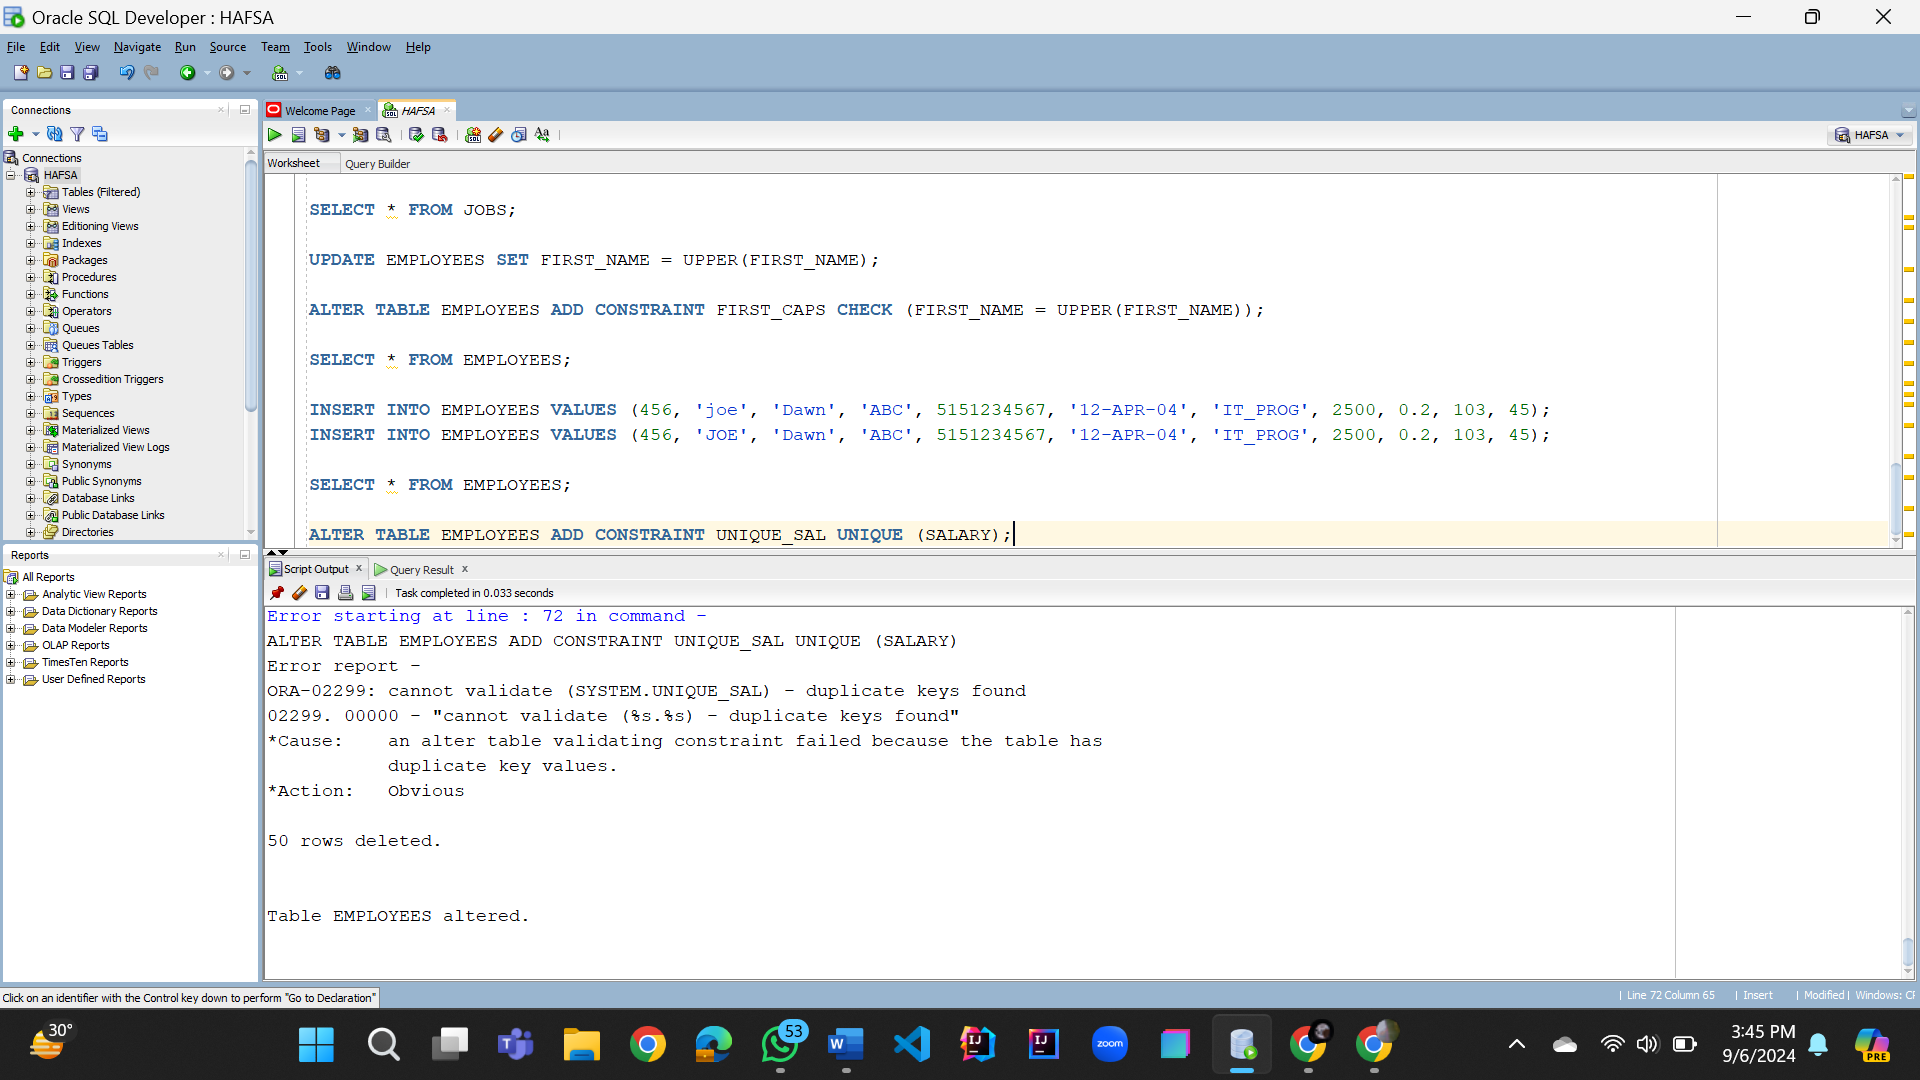 Oracle SQL Developer : HAFSA
File Edit View Navigate Run Source Team Tools Window Help
Connections
Welcome Page
HAFSA
HAFSA
Worksheet
Query Builder
Connections
HAFSA
Tables (Filtered)
Views
Editioning Views
Indexes
Packages
Procedures
Functions
Operators
Queues
Queues Tables
Triggers
Crossedition Triggers
Types
Sequences
Materialized Views
Materialized View Logs
Synonyms
Public Synonyms
Database Links
Public Database Links
Directories
SELECT * FROM JOBS;
UPDATE EMPLOYEES SET FIRST_NAME = UPPER(FIRST_NAME);
ALTER TABLE EMPLOYEES ADD CONSTRAINT FIRST_CAPS CHECK (FIRST_NAME = UPPER(FIRST_NAME));
SELECT * FROM EMPLOYEES;
INSERT INTO EMPLOYEES VALUES (456, 'joe', 'Dawn', 'ABC', 5151234567, '12-APR-04', 'IT_PROG', 2500, 0.2, 103, 45);
INSERT INTO EMPLOYEES VALUES (456, 'JOE', 'Dawn', 'ABC', 5151234567, '12-APR-04', 'IT_PROG', 2500, 0.2, 103, 45);
SELECT * FROM EMPLOYEES;
ALTER TABLE EMPLOYEES ADD CONSTRAINT UNIQUE_SAL UNIQUE (SALARY);
Reports
All Reports
Analytic View Reports
Data Dictionary Reports
Data Modeler Reports
OLAP Reports
TimesTen Reports
User Defined Reports
Script Output
Query Result
Task completed in 0.033 seconds
Error starting at line : 72 in command -
ALTER TABLE EMPLOYEES ADD CONSTRAINT UNIQUE_SAL UNIQUE (SALARY)
Error report -
ORA-02299: cannot validate (SYSTEM.UNIQUE_SAL) - duplicate keys found
02299. 00000 - "cannot validate (%s.%s) - duplicate keys found"
*Cause: an alter table validating constraint failed because the table has
duplicate key values.
*Action: Obvious
50 rows deleted.
Table EMPLOYEES altered.
Click on an identifier with the Control key down to perform "Go to Declaration"
Line 72 Column 65
Insert
Modified
Windows: CF
30°
53
zoom
3:45 PM
9/6/2024
PRE